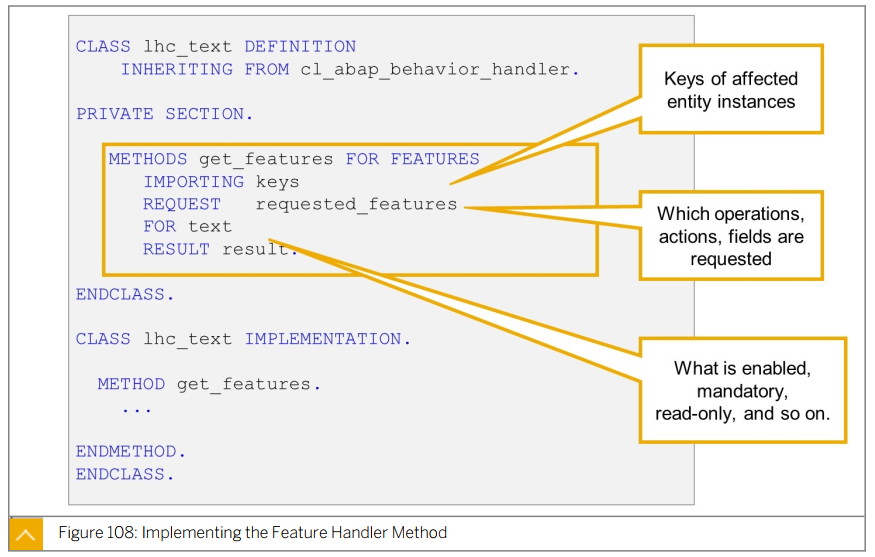 CLASS lhc_text DEFINITION
INHERITING FROM cl_abap_behavior_handler.
PRIVATE SECTION.
METHODS get_features FOR FEATURES
IMPORTING keys
REQUEST requested_features
FOR text
RESULT result.
ENDCLASS.
CLASS lhc_text IMPLEMENTATION.
METHOD get_features.
...
ENDMETHOD.
ENDCLASS.
Keys of affected
entity instances
Which operations,
actions, fields are
requested
What is enabled,
mandatory,
read-only, and so on.
Figure 108: Implementing the Feature Handler Method